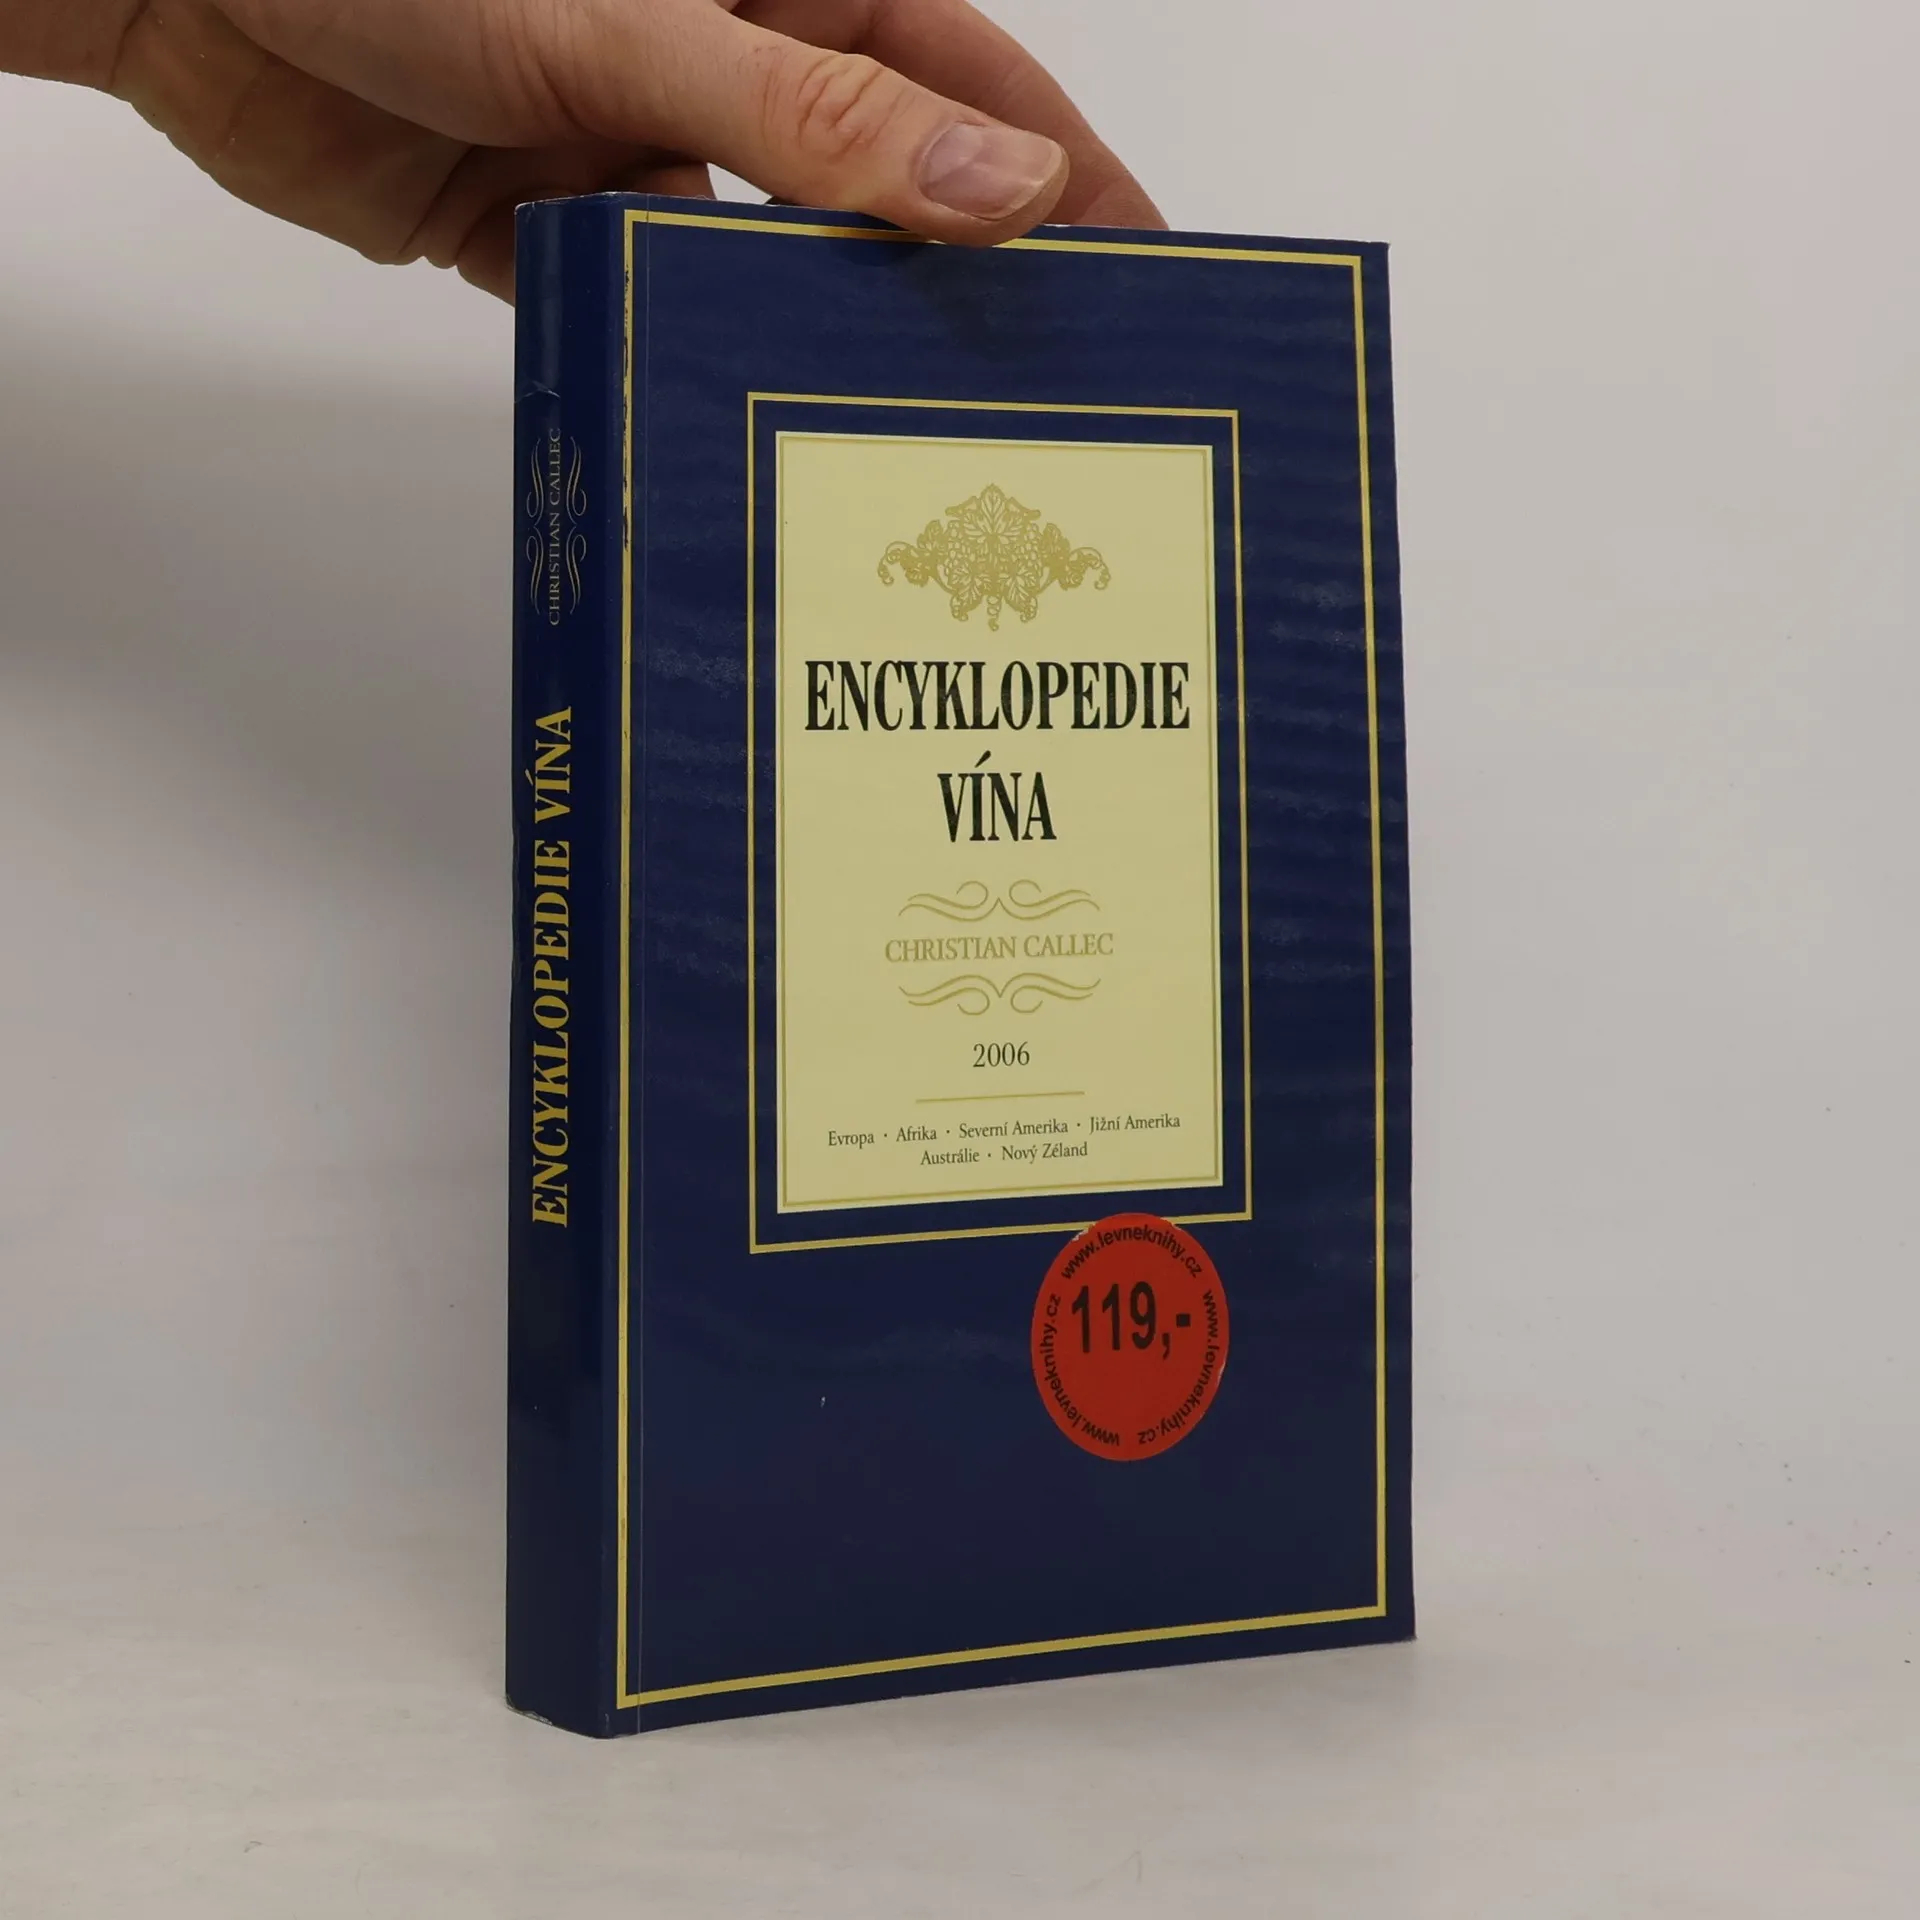 CHRISTIAN CALLEC
ENCYKLOPEDIE VÍNA
ENCYKLOPEDIE
VÍNA
CHRISTIAN CALLEC
2006
Evropa · Afrika · Severní Amerika · Jižní Amerika
Austrálie · Nový Zéland
www.levneknihy.cz
www.levneknihy.cz
www.levneknihy.cz
119,-